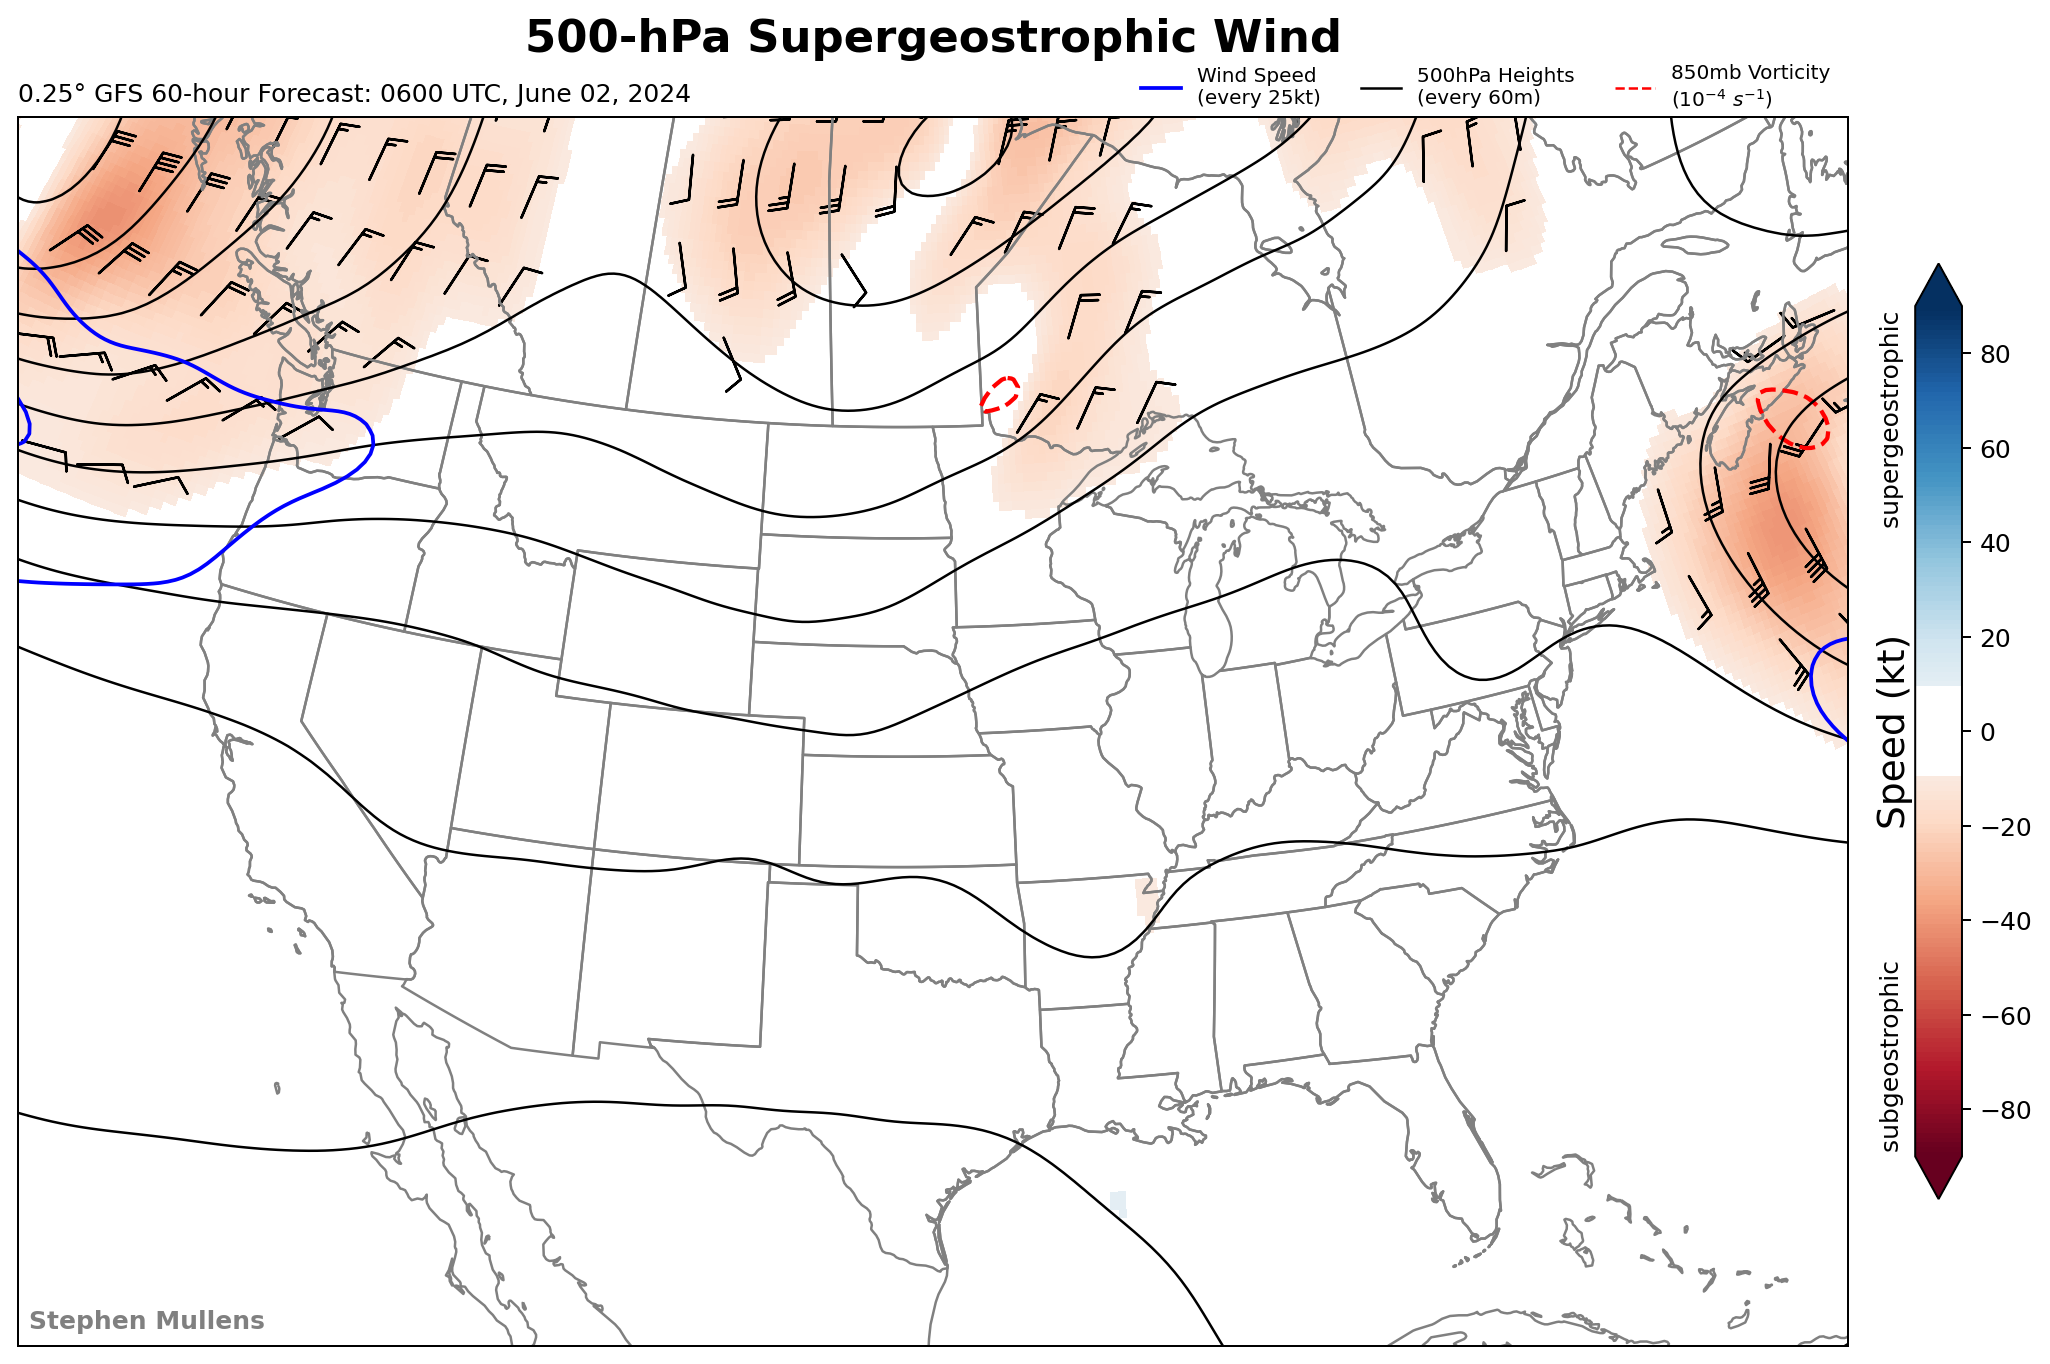 500-hPa Supergeostrophic Wind
0.25° GFS 60-hour Forecast: 0600 UTC, June 02, 2024
Wind Speed
(every 25kt)
500hPa Heights
(every 60m)
850mb Vorticity
(10⁻⁴ s⁻¹)
supergeostrophic
Speed (kt)
subgeostrophic
80
60
40
20
0
−20
−40
−60
−80
Stephen Mullens